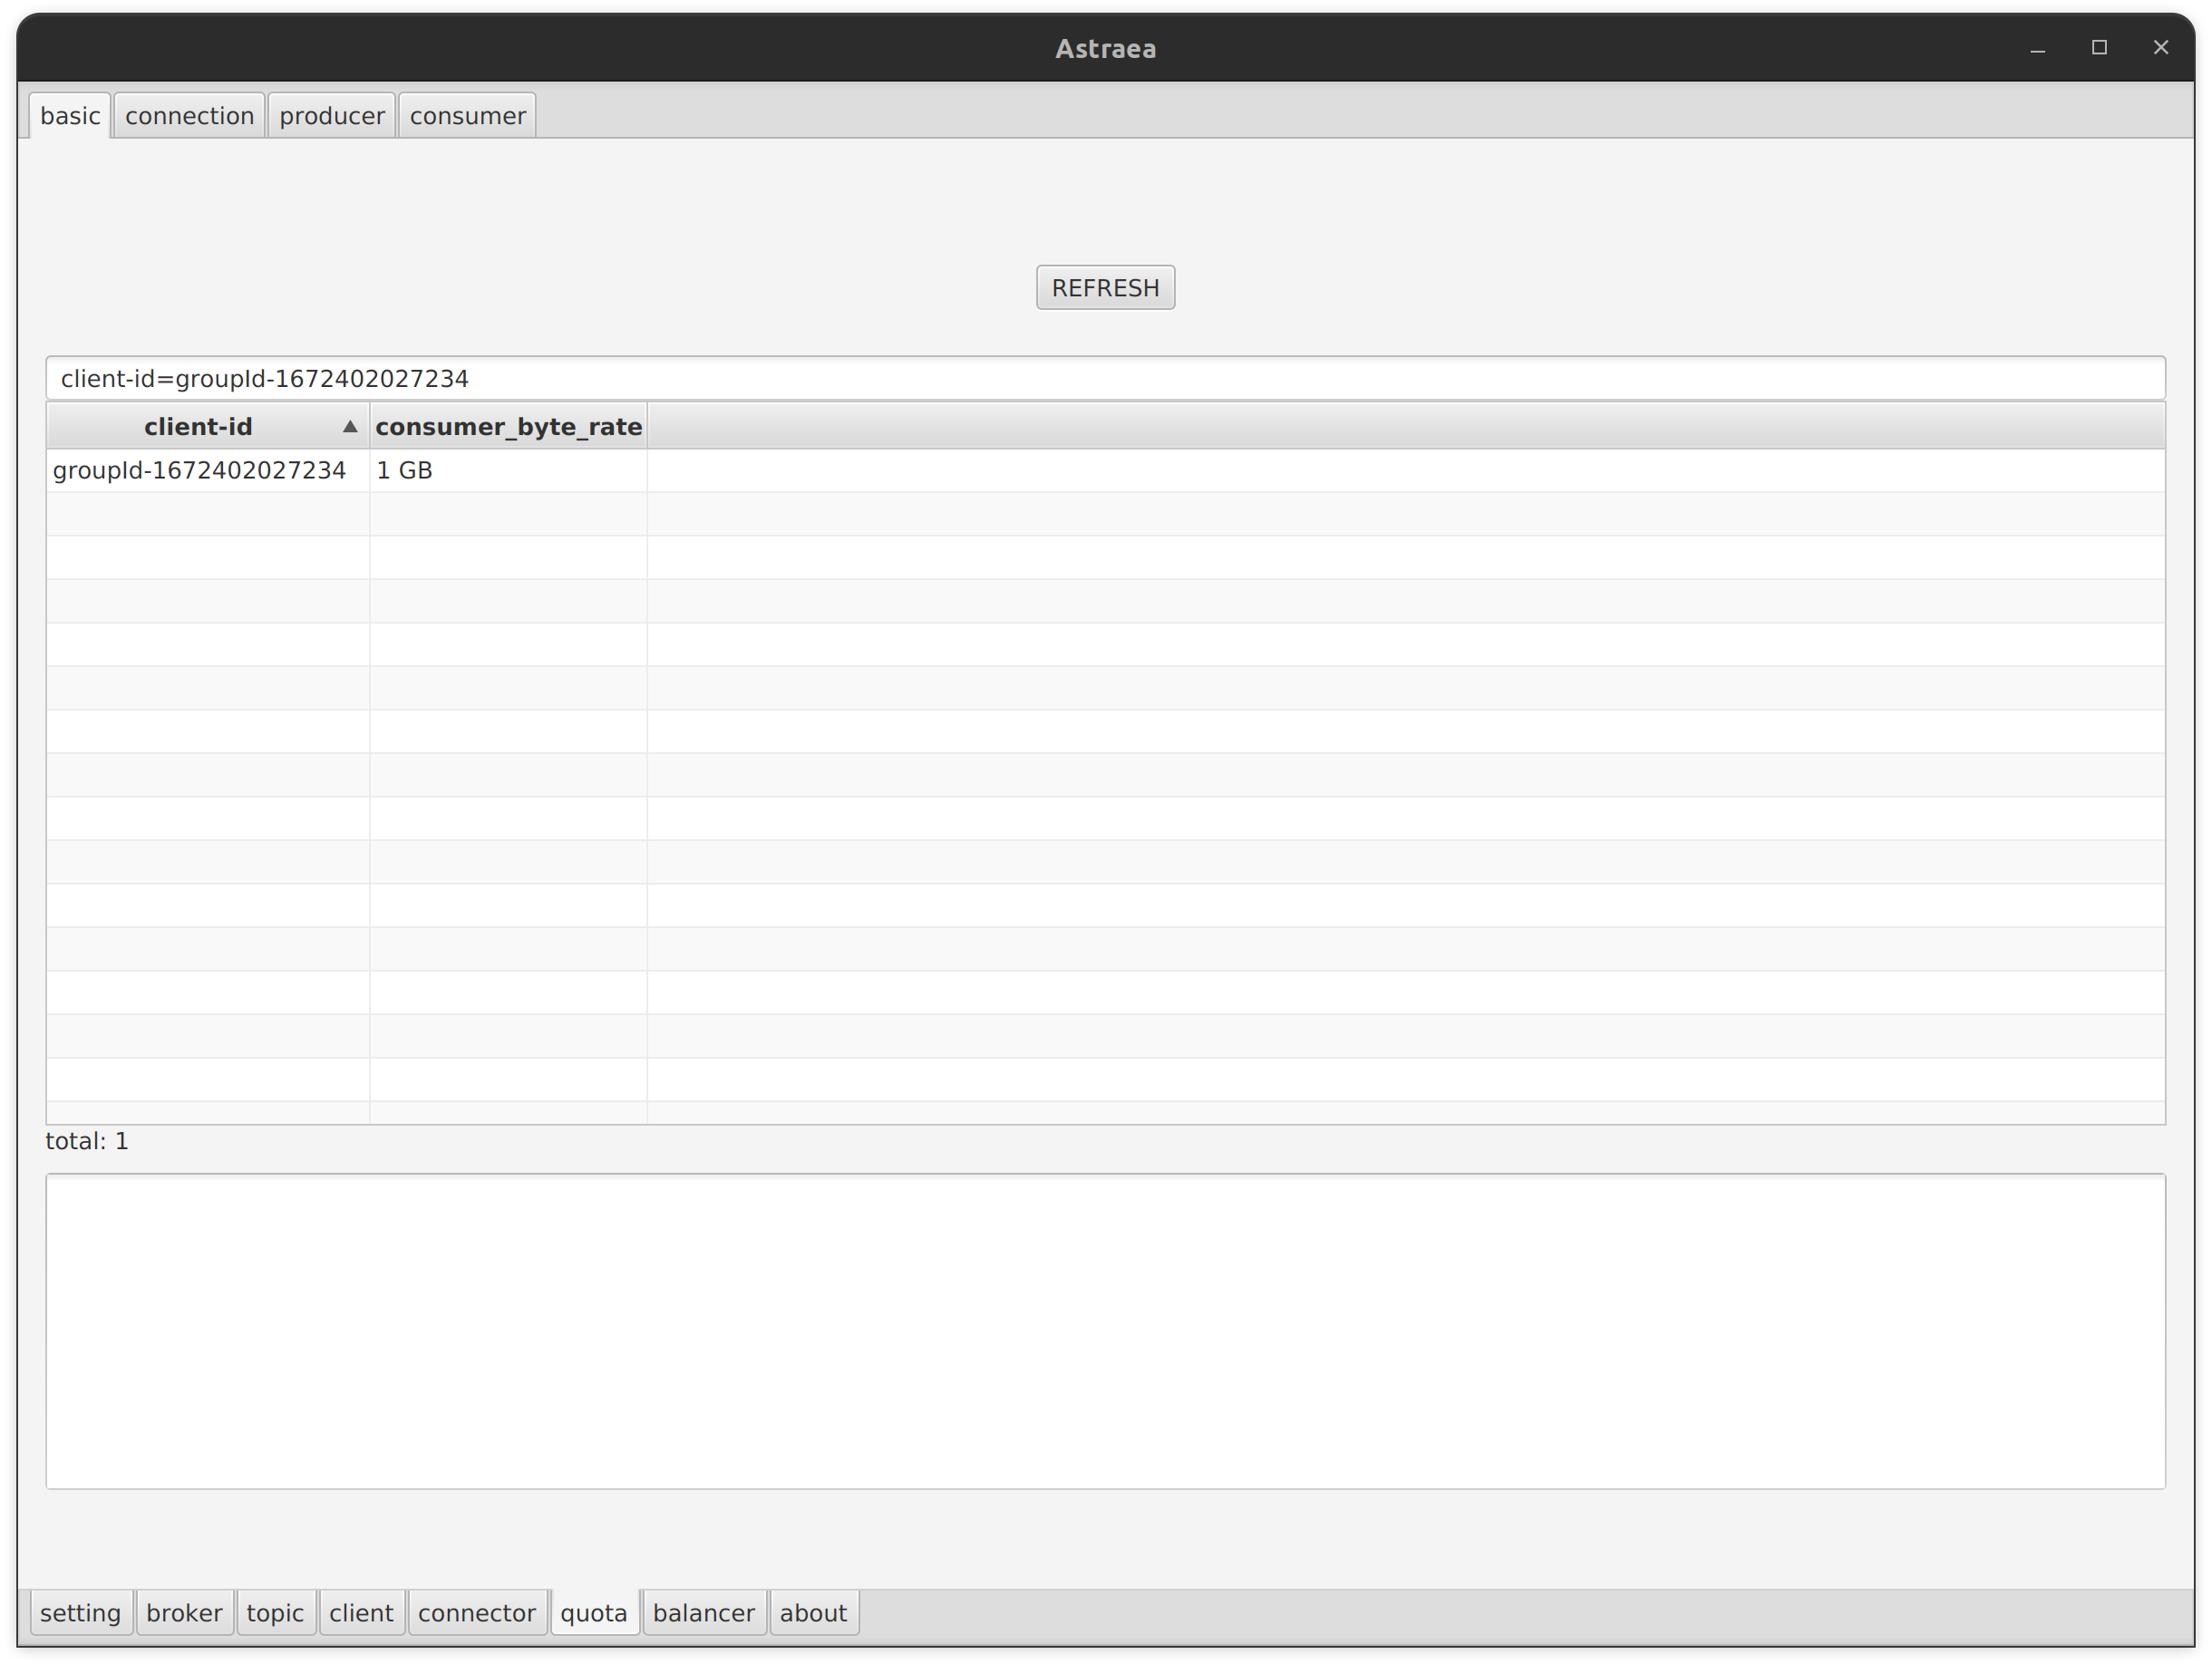 Astraea
basic connection producer consumer
REFRESH
client-id=groupId-1672402027234
client-id consumer_byte_rate
groupId-1672402027234 1 GB
total: 1
setting broker topic client connector quota balancer about